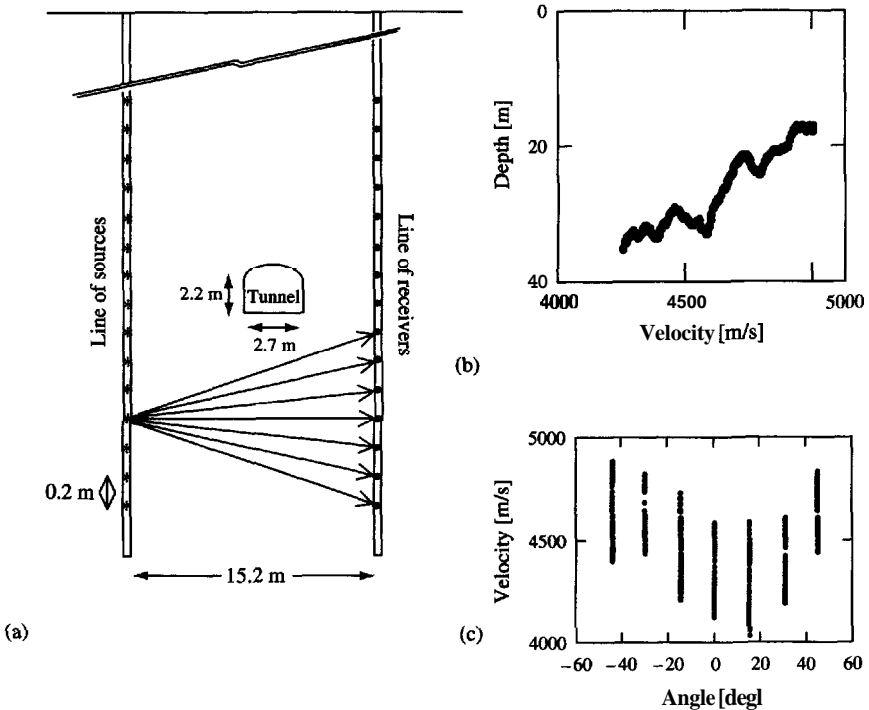 Line of sources
Line of receivers
2.2 m
Tunnel
2.7 m
0.2 m
15.2 m
(a)
0
20
40
Depth [m]
4000
4500
5000
Velocity [m/s]
(b)
5000
4500
4000
Velocity [m/s]
−60
−40
−20
0
20
40
60
Angle [degl
(c)